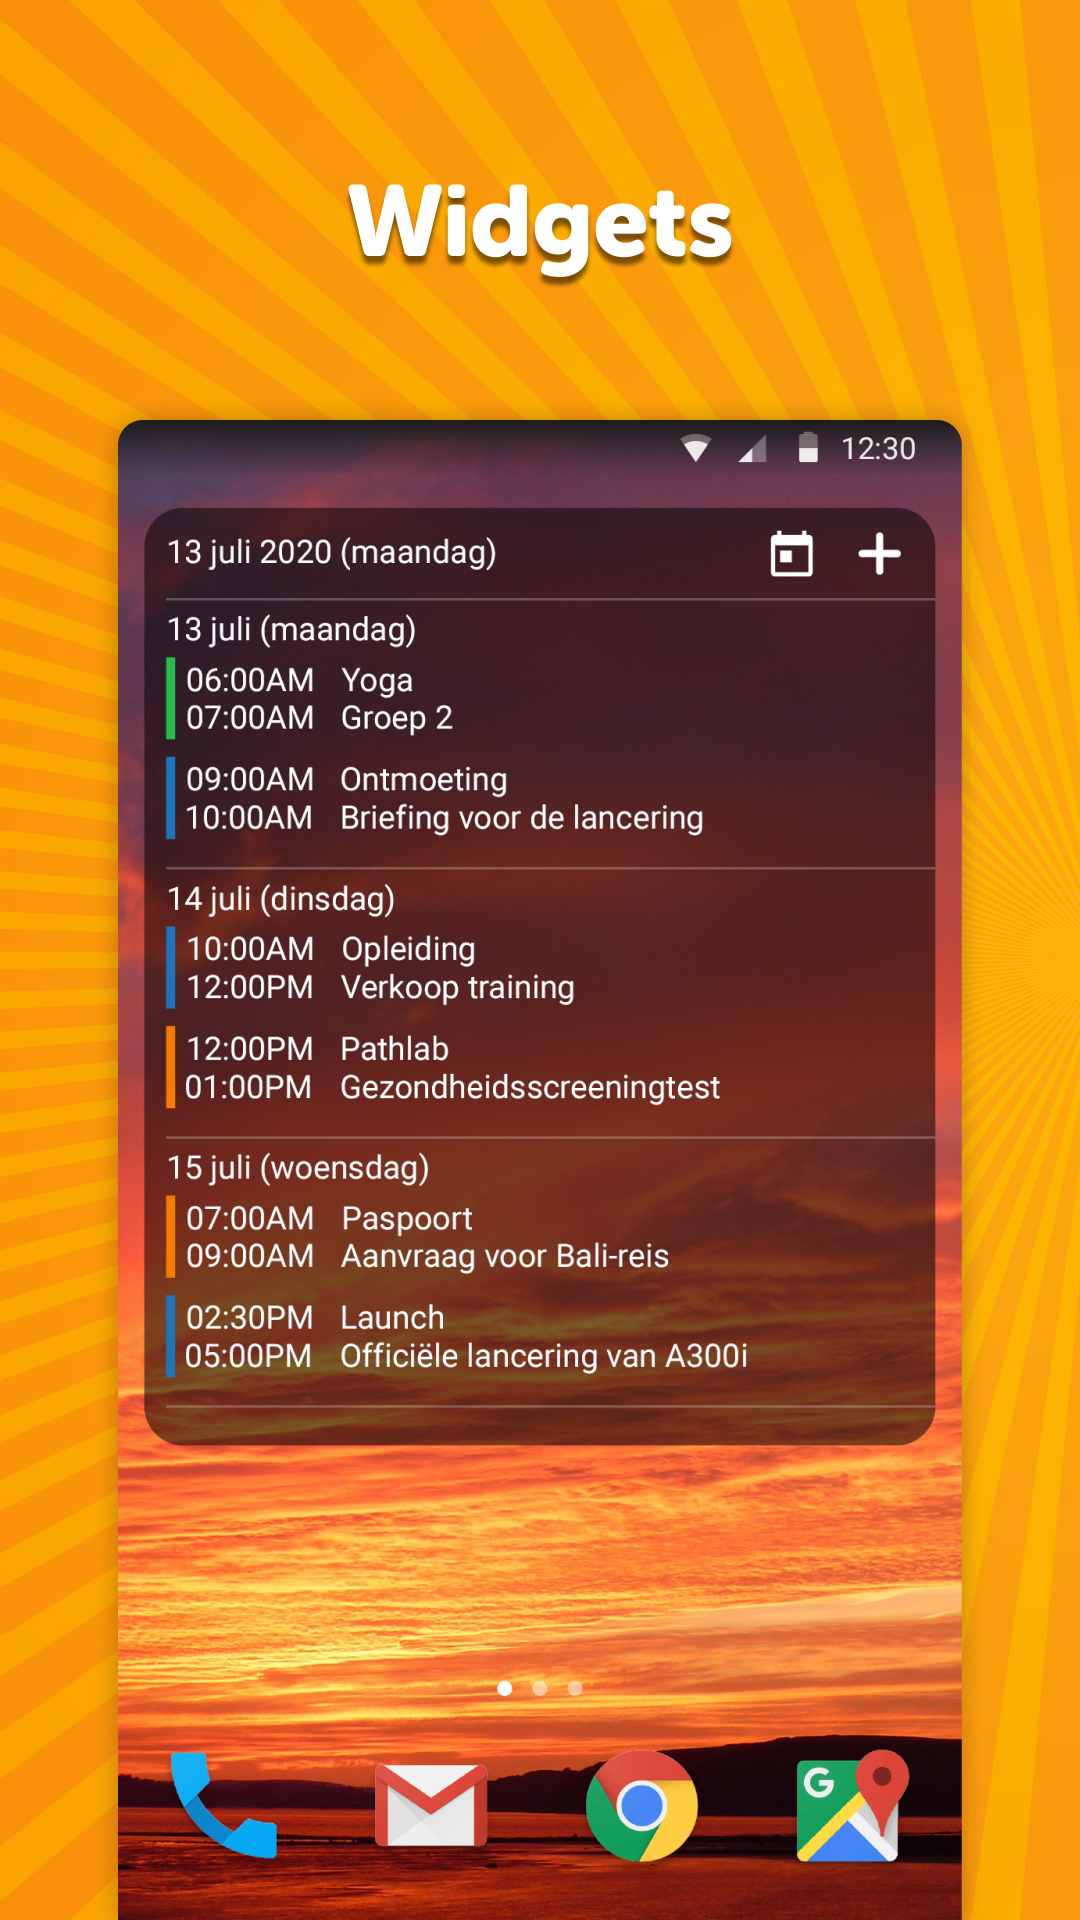 Widgets
12:30
13 juli 2020 (maandag)
13 juli (maandag)
06:00AM Yoga
07:00AM Groep 2
09:00AM Ontmoeting
10:00AM Briefing voor de lancering
14 juli (dinsdag)
10:00AM Opleiding
12:00PM Verkoop training
12:00PM Pathlab
01:00PM Gezondheidsscreeningtest
15 juli (woensdag)
07:00AM Paspoort
09:00AM Aanvraag voor Bali-reis
02:30PM Launch
05:00PM Officiële lancering van A300i
G